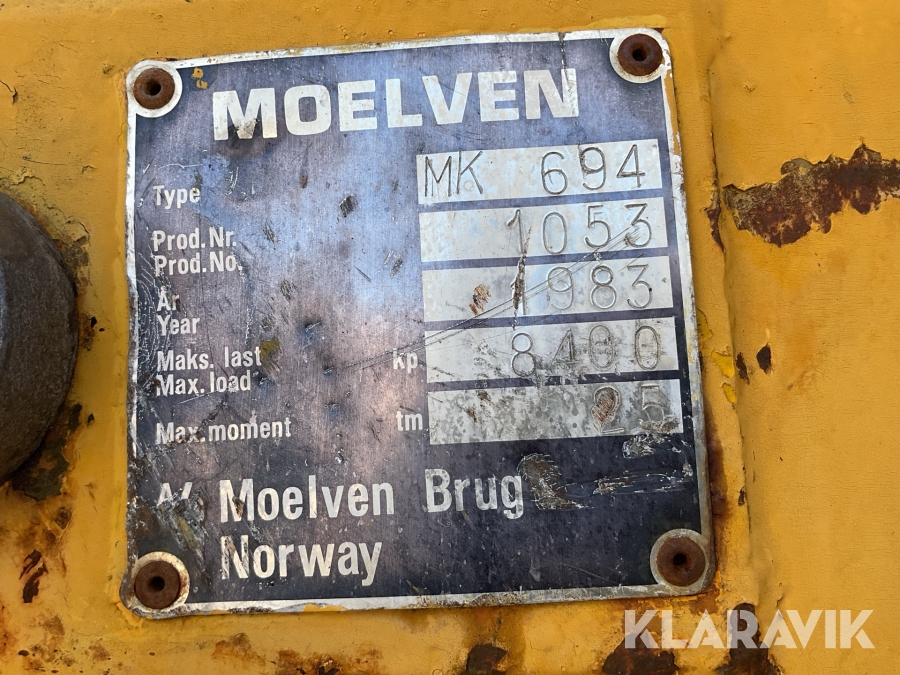 MOELVEN
Type MK 694
Prod.Nr.
Prod.No. 1053
År
Year 1983
Maks. last
Max. load kp 8400
Max. moment tm 25
A/S Moelven Brug
Norway
KLARAVIK